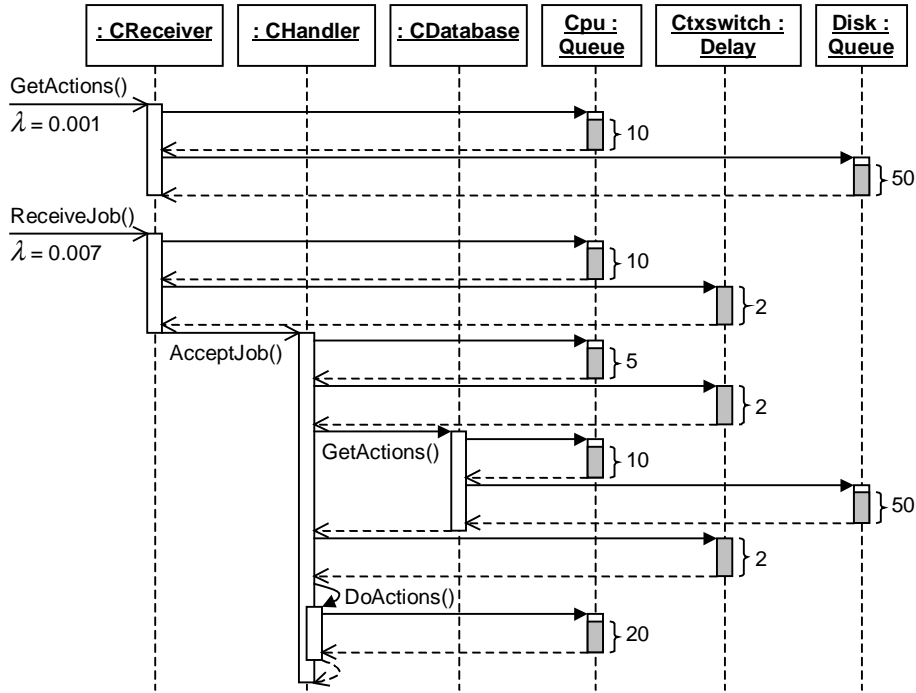 : CReceiver
: CHandler
: CDatabase
Cpu :
Queue
Ctxswitch :
Delay
Disk :
Queue
GetActions()
λ = 0.001
10
50
ReceiveJob()
λ = 0.007
10
2
AcceptJob()
5
2
GetActions()
10
50
2
DoActions()
20